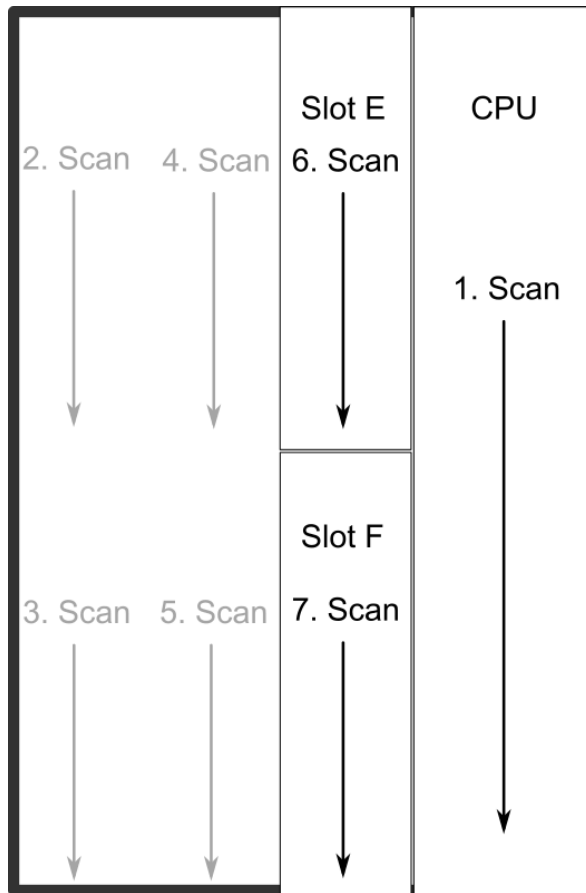 Slot E
CPU
2. Scan
4. Scan
6. Scan
1. Scan
Slot F
3. Scan
5. Scan
7. Scan